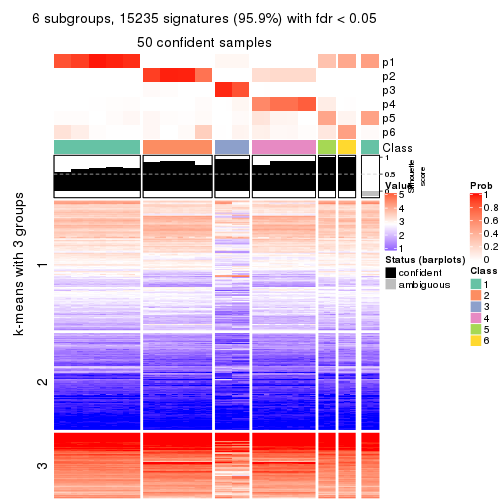 6 subgroups, 15235 signatures (95.9%) with fdr < 0.05
50 confident samples
p1
p2
p3
p4
p5
p6
Class
1
0.5
0
Silhouette
score
k-means with 3 groups
1
2
3
Value
5
4
3
2
1
Status (barplots)
confident
ambiguous
Prob
1
0.8
0.6
0.4
0.2
0
Class
1
2
3
4
5
6